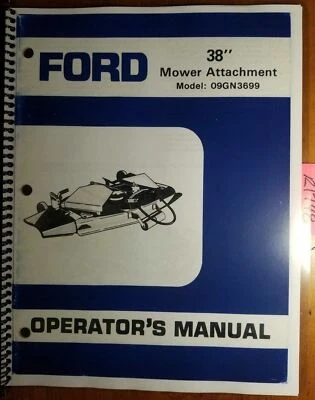 FORD
38"
Mower Attachment
Model: 09GN3699
OPERATOR'S MANUAL